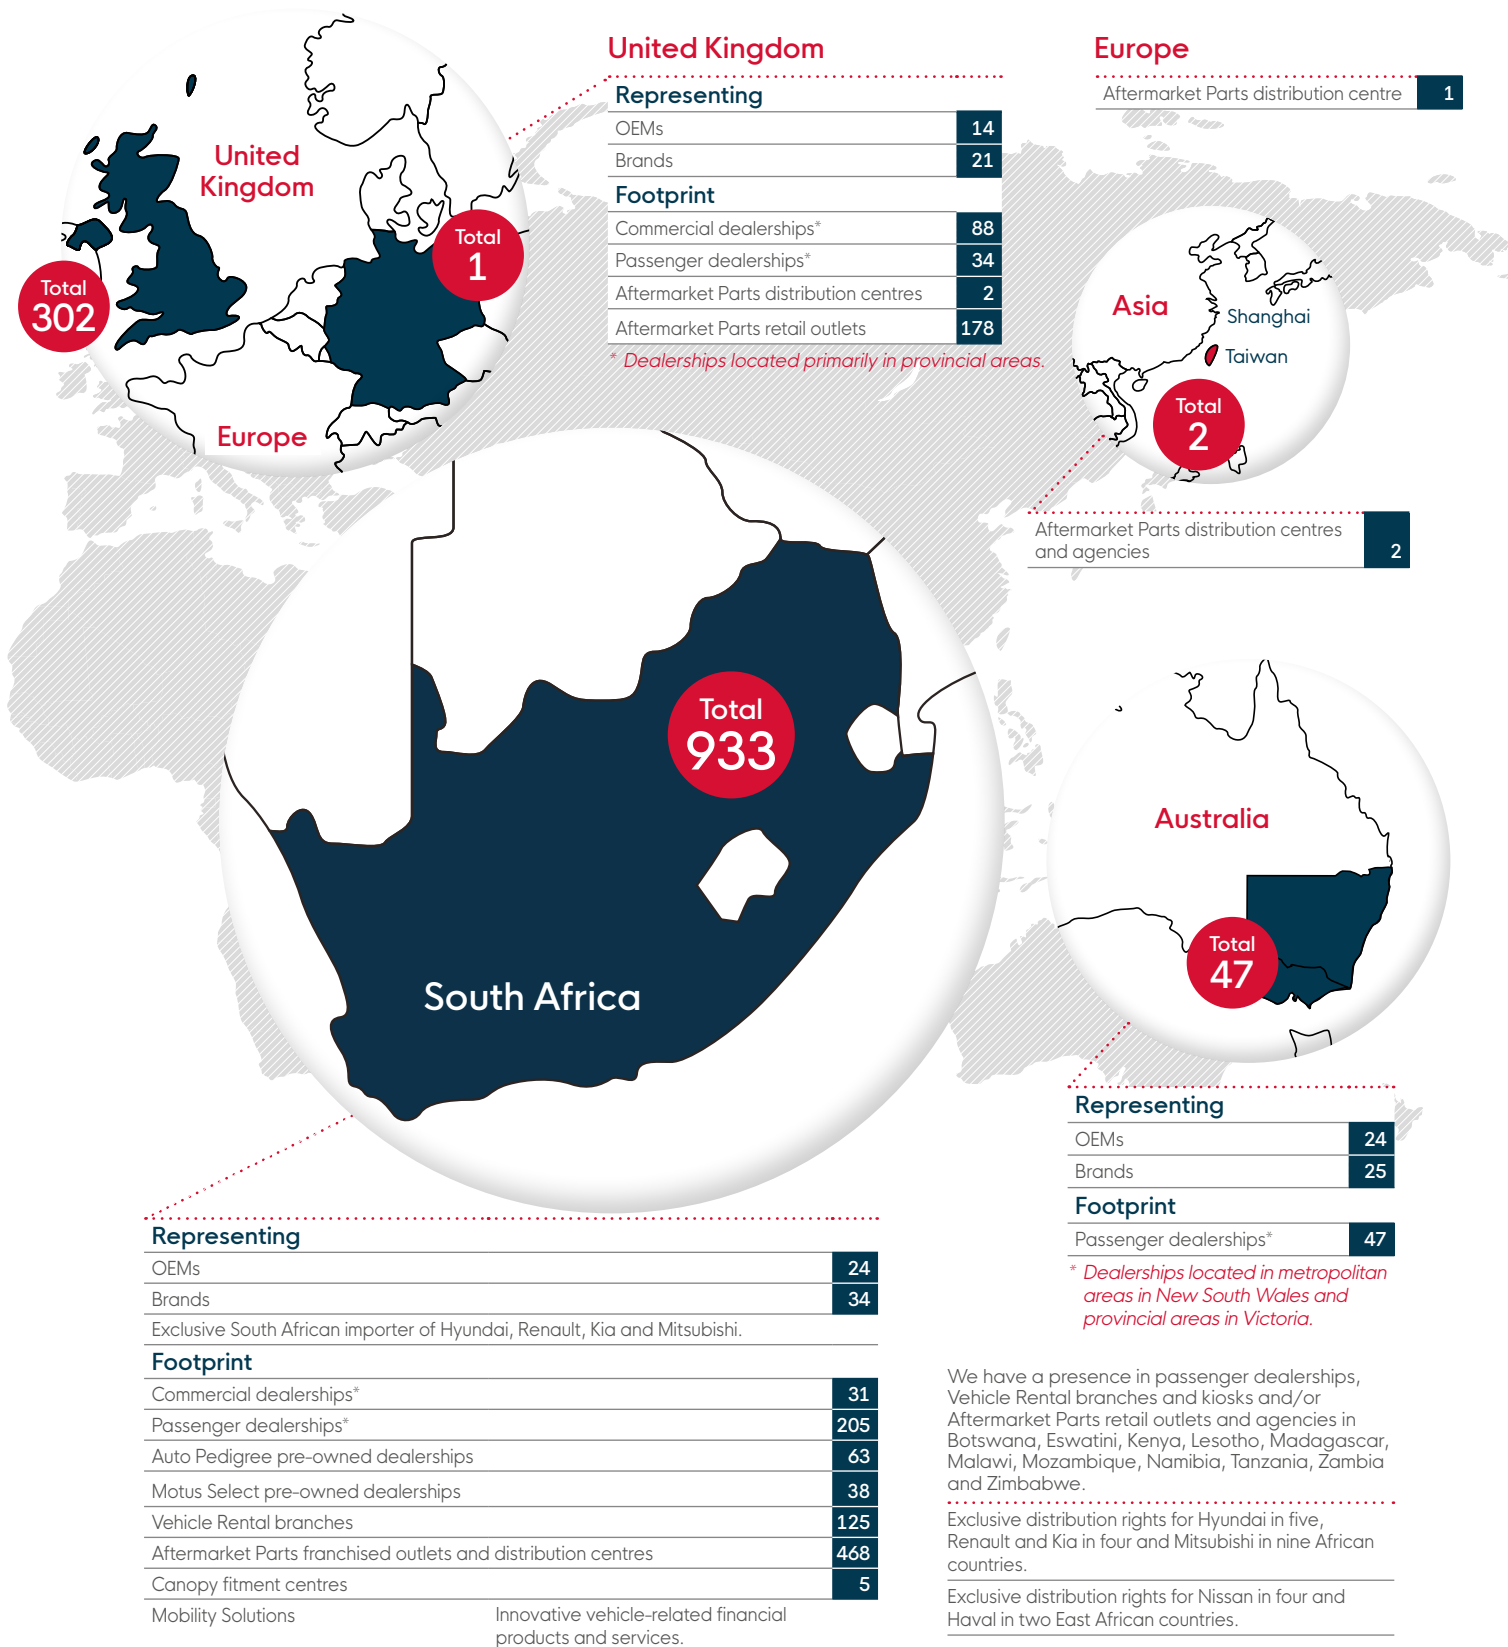 United Kingdom
Representing
OEMs 14
Brands 21
Footprint
Commercial dealerships* 88
Passenger dealerships* 34
Aftermarket Parts distribution centres 2
Aftermarket Parts retail outlets 178
* Dealerships located primarily in provincial areas.
Europe
Aftermarket Parts distribution centre 1
United
Kingdom
Total
302
Total
1
Europe
Asia
Shanghai
Taiwan
Total
2
Aftermarket Parts distribution centres
and agencies 2
Total
933
South Africa
Australia
Total
47
Representing
OEMs 24
Brands 25
Footprint
Passenger dealerships* 47
* Dealerships located in metropolitan
areas in New South Wales and
provincial areas in Victoria.
Representing
OEMs 24
Brands 34
Exclusive South African importer of Hyundai, Renault, Kia and Mitsubishi.
Footprint
Commercial dealerships* 31
Passenger dealerships* 205
Auto Pedigree pre-owned dealerships 63
Motus Select pre-owned dealerships 38
Vehicle Rental branches 125
Aftermarket Parts franchised outlets and distribution centres 468
Canopy fitment centres 5
Mobility Solutions Innovative vehicle-related financial
products and services.
We have a presence in passenger dealerships,
Vehicle Rental branches and kiosks and/or
Aftermarket Parts retail outlets and agencies in
Botswana, Eswatini, Kenya, Lesotho, Madagascar,
Malawi, Mozambique, Namibia, Tanzania, Zambia
and Zimbabwe.
Exclusive distribution rights for Hyundai in five,
Renault and Kia in four and Mitsubishi in nine African
countries.
Exclusive distribution rights for Nissan in four and
Haval in two East African countries.